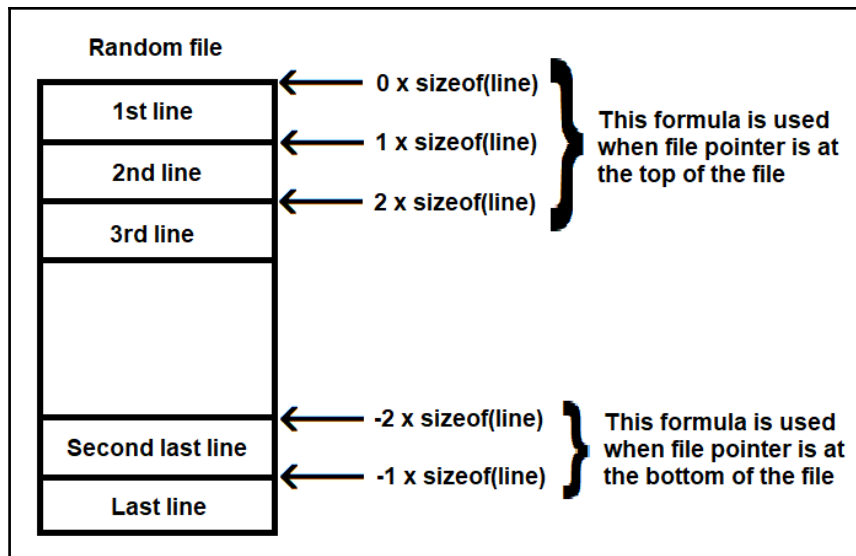 Random file
1st line
2nd line
3rd line
Second last line
Last line
0 x sizeof(line)
1 x sizeof(line)
2 x sizeof(line)
This formula is used
when file pointer is at
the top of the file
-2 x sizeof(line)
-1 x sizeof(line)
This formula is used
when file pointer is at
the bottom of the file